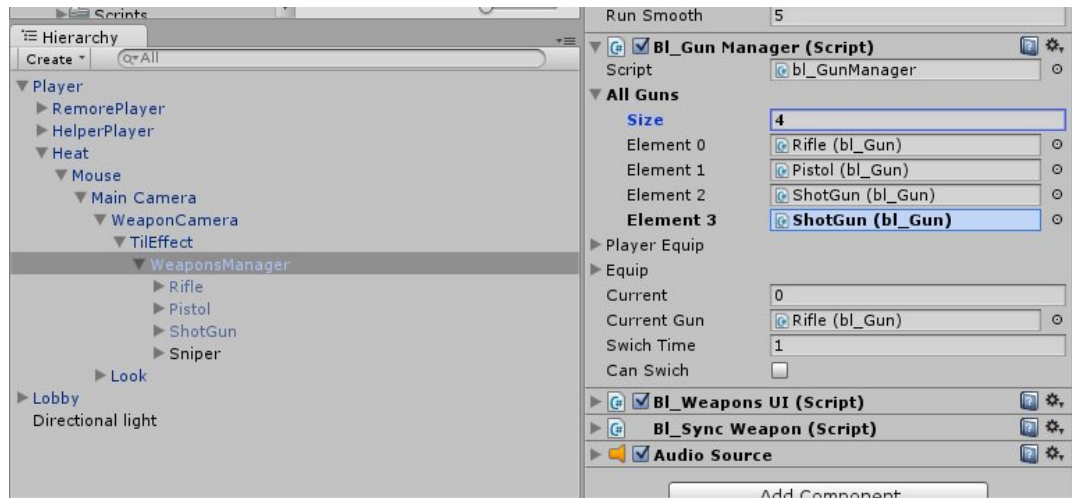 Scripts
Hierarchy
Create
All
Player
RemorePlayer
HelperPlayer
Heat
Mouse
Main Camera
WeaponCamera
TilEffect
WeaponsManager
Rifle
Pistol
ShotGun
Sniper
Look
Lobby
Directional light
Run Smooth 5
Bl_Gun Manager (Script)
Script bl_GunManager
All Guns
Size 4
Element 0 Rifle (bl_Gun)
Element 1 Pistol (bl_Gun)
Element 2 ShotGun (bl_Gun)
Element 3 ShotGun (bl_Gun)
Player Equip
Equip
Current 0
Current Gun Rifle (bl_Gun)
Swich Time 1
Can Swich
Bl_Weapons UI (Script)
Bl_Sync Weapon (Script)
Audio Source
Add Component